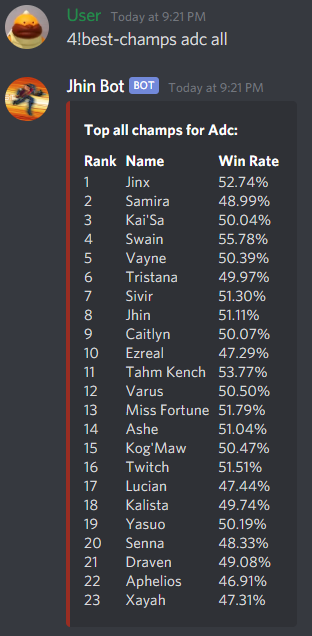 User Today at 9:21 PM
4!best-champs adc all
Jhin Bot BOT Today at 9:21 PM
Top all champs for Adc:
Rank Name Win Rate
1 Jinx 52.74%
2 Samira 48.99%
3 Kai'Sa 50.04%
4 Swain 55.78%
5 Vayne 50.39%
6 Tristana 49.97%
7 Sivir 51.30%
8 Jhin 51.11%
9 Caitlyn 50.07%
10 Ezreal 47.29%
11 Tahm Kench 53.77%
12 Varus 50.50%
13 Miss Fortune 51.79%
14 Ashe 51.04%
15 Kog'Maw 50.47%
16 Twitch 51.51%
17 Lucian 47.44%
18 Kalista 49.74%
19 Yasuo 50.19%
20 Senna 48.33%
21 Draven 49.08%
22 Aphelios 46.91%
23 Xayah 47.31%